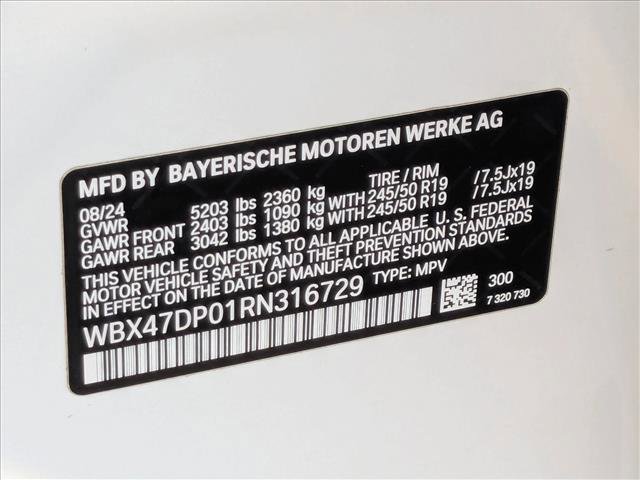 MFD BY BAYERISCHE MOTOREN WERKE AG
08/24 TIRE / RIM
GVWR 5203 lbs 2360 kg
GAWR FRONT 2403 lbs 1090 kg WITH 245/50 R19 /7.5Jx19
GAWR REAR 3042 lbs 1380 kg WITH 245/50 R19 /7.5Jx19
THIS VEHICLE CONFORMS TO ALL APPLICABLE U. S. FEDERAL
MOTOR VEHICLE SAFETY AND THEFT PREVENTION STANDARDS
IN EFFECT ON THE DATE OF MANUFACTURE SHOWN ABOVE.
WBX47DP01RN316729 TYPE: MPV 300
7 320 730